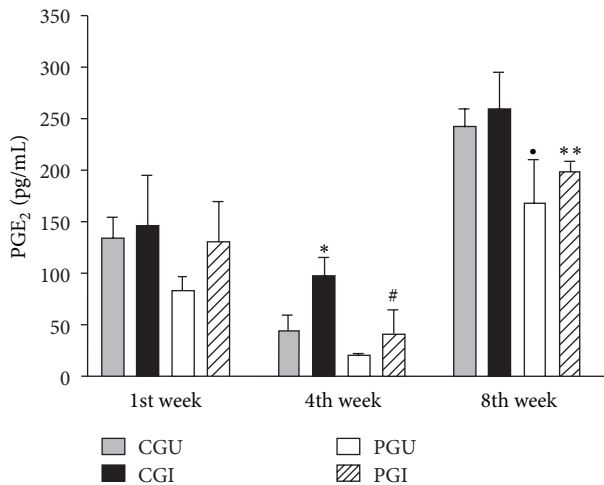 350
300
250
200
150
100
50
0
PGE₂ (pg/mL)
*
#
•
**
1st week
4th week
8th week
CGU
PGU
CGI
PGI